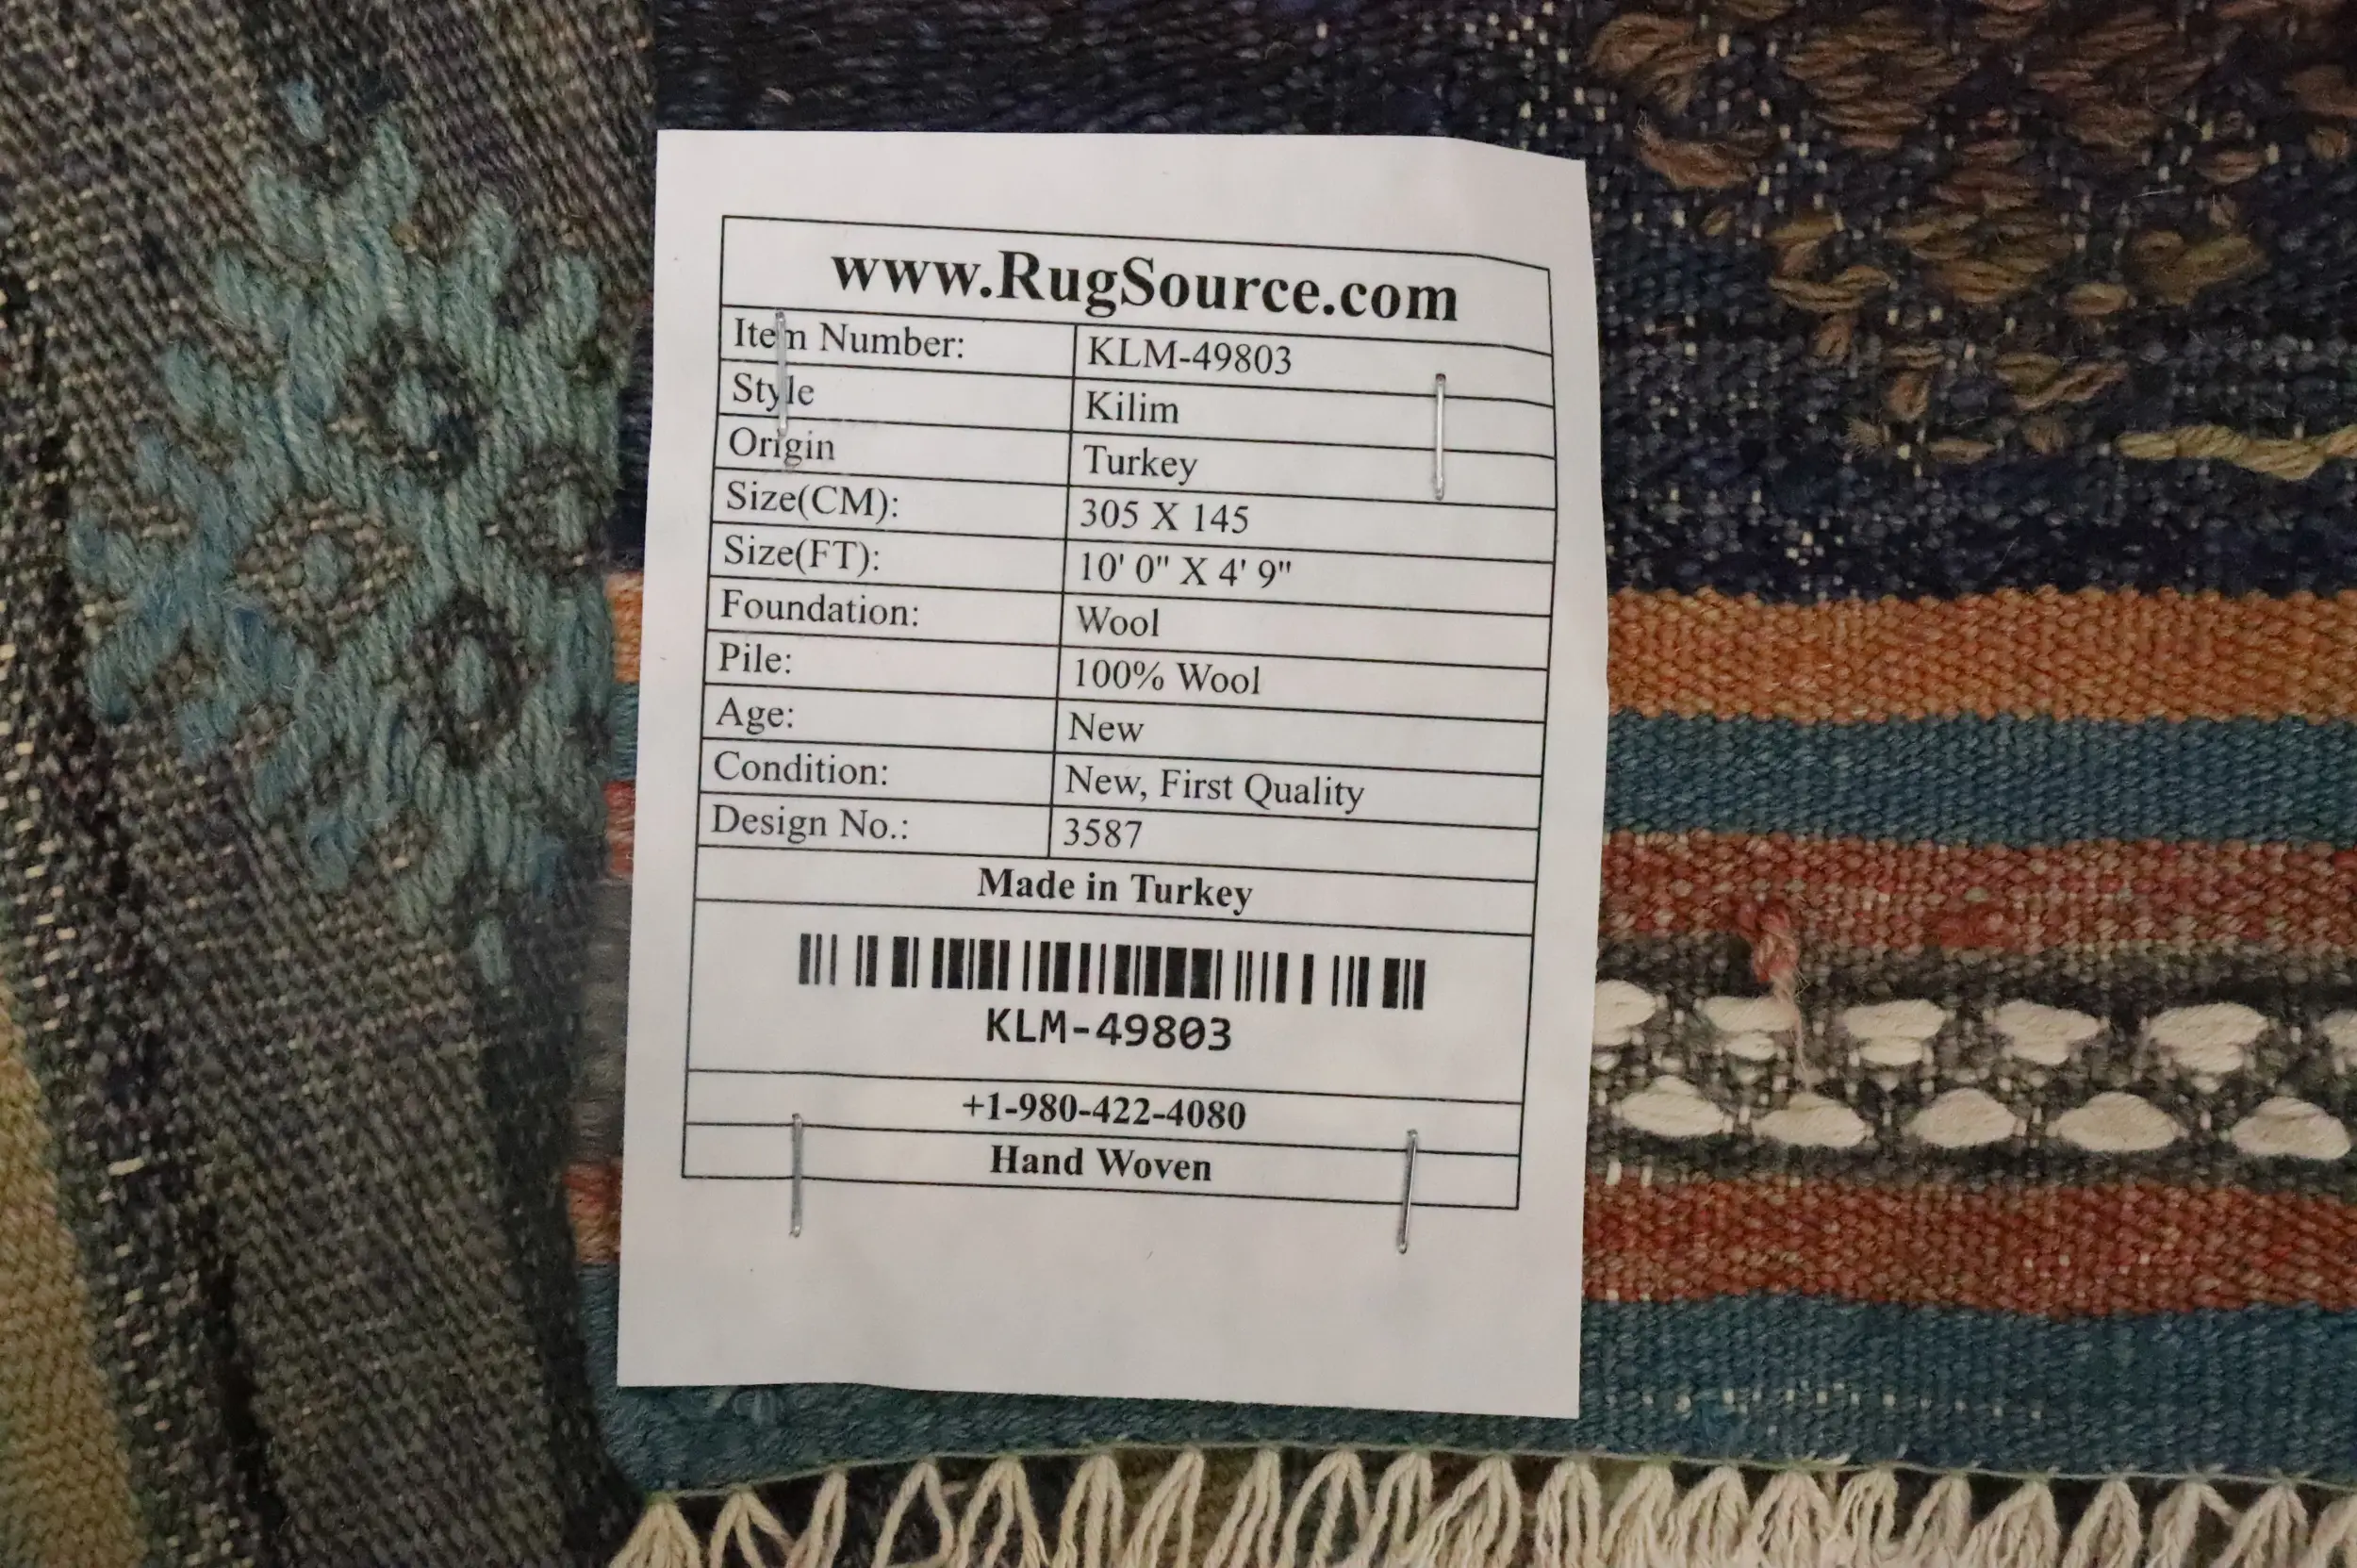 www.RugSource.com
Item Number: KLM-49803
Style Kilim
Origin Turkey
Size(CM): 305 X 145
Size(FT): 10' 0" X 4' 9"
Foundation: Wool
Pile: 100% Wool
Age: New
Condition: New, First Quality
Design No.: 3587
Made in Turkey
KLM-49803
+1-980-422-4080
Hand Woven